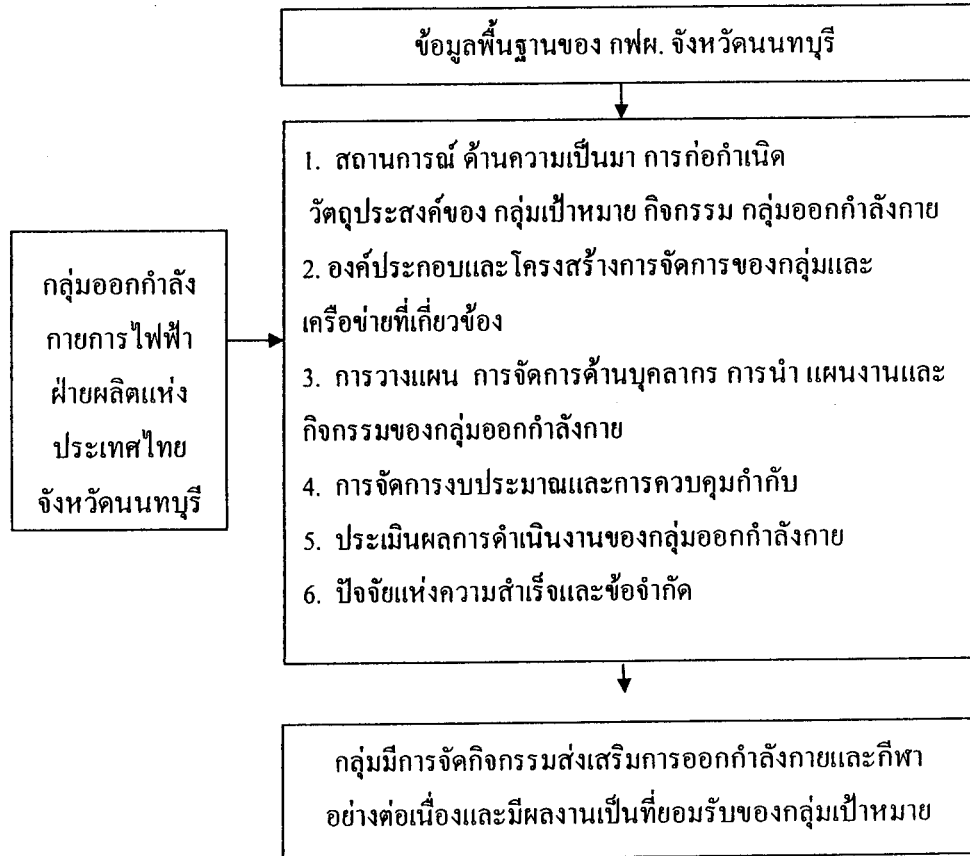 ข้อมูลพื้นฐานของ กฟผ. จังหวัดนนทบุรี
1. สถานการณ์ ด้านความเป็นมา การก่อกำเนิด
วัตถุประสงค์ของ กลุ่มเป้าหมาย กิจกรรม กลุ่มออกกำลังกาย
2. องค์ประกอบและโครงสร้างการจัดการของกลุ่มและ
เครือข่ายที่เกี่ยวข้อง
3. การวางแผน การจัดการด้านบุคลากร การนำ แผนงานและ
กิจกรรมของกลุ่มออกกำลังกาย
4. การจัดการงบประมาณและการควบคุมกำกับ
5. ประเมินผลการดำเนินงานของกลุ่มออกกำลังกาย
6. ปัจจัยแห่งความสำเร็จและข้อจำกัด
กลุ่มออกกำลัง
กายการไฟฟ้า
ฝ่ายผลิตแห่ง
ประเทศไทย
จังหวัดนนทบุรี
กลุ่มมีการจัดกิจกรรมส่งเสริมการออกกำลังกายและกีฬา
อย่างต่อเนื่องและมีผลงานเป็นที่ยอมรับของกลุ่มเป้าหมาย